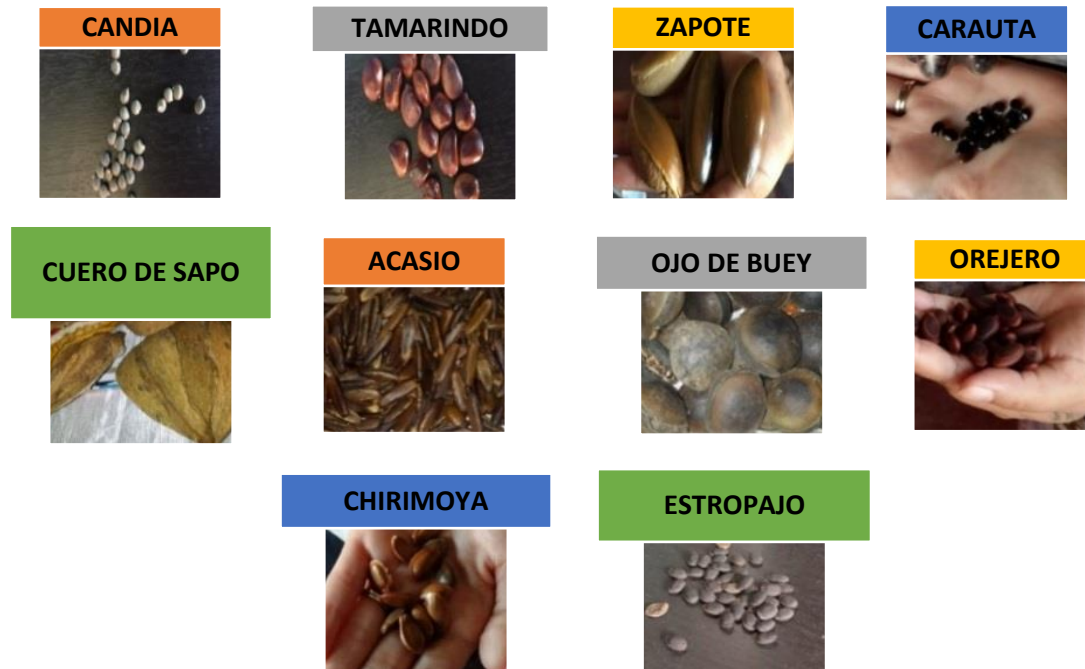 CANDIA
TAMARINDO
ZAPOTE
CARAUTA
CUERO DE SAPO
ACASIO
OJO DE BUEY
OREJERO
CHIRIMOYA
ESTROPAJO